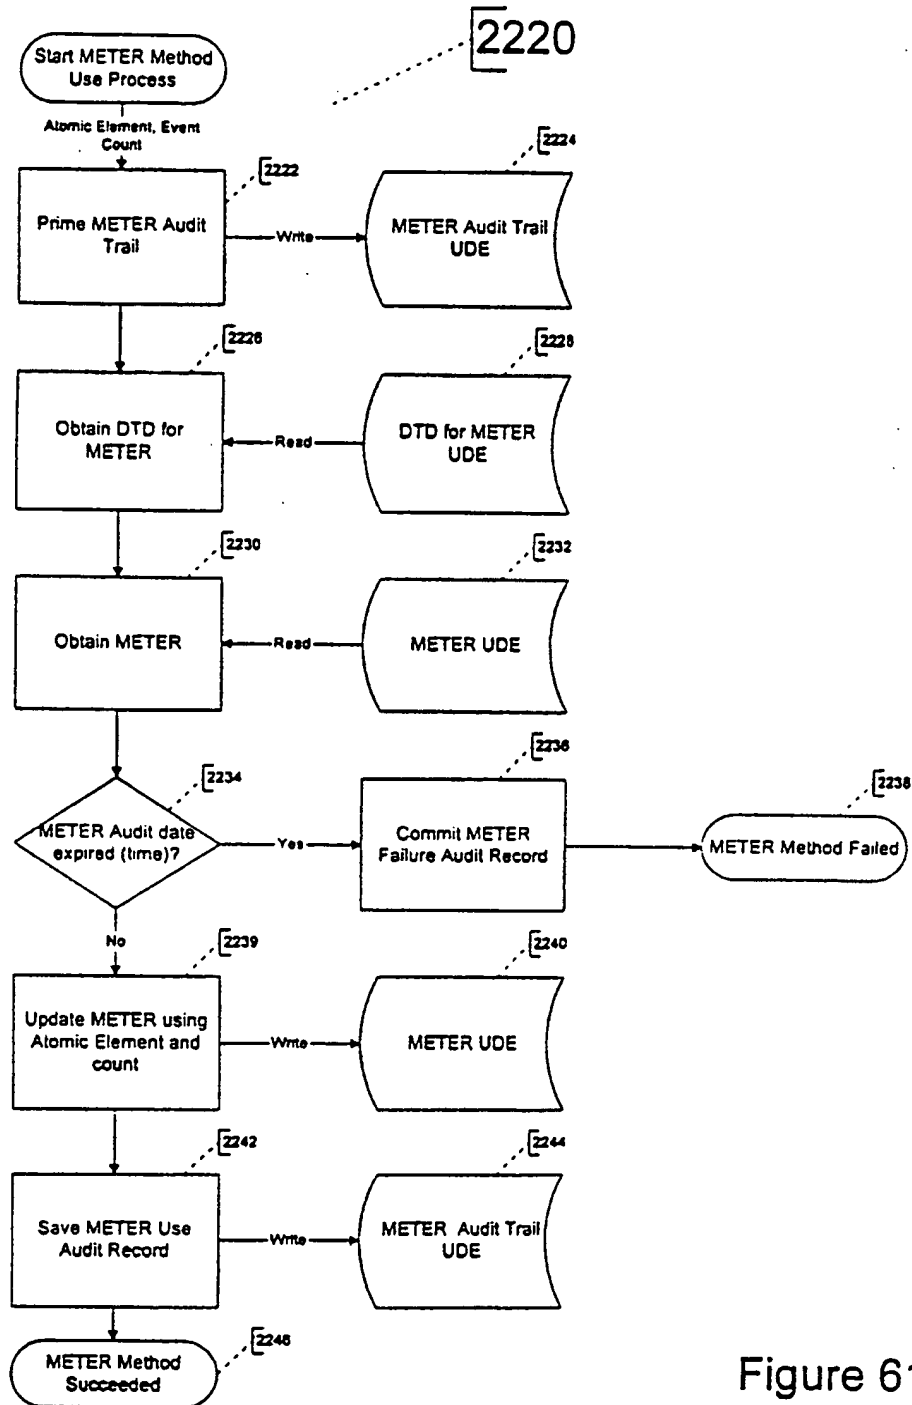 2220
Start METER Method
Use Process
Atomic Element, Event
Count
2222
2224
Prime METER Audit
Trail
Write
METER Audit Trail
UDE
2226
2228
Obtain DTD for
METER
Read
DTD for METER
UDE
2230
2232
Obtain METER
Read
METER UDE
2234
2236
2238
METER Audit date
expired (time)?
Yes
Commit METER
Failure Audit Record
METER Method Failed
No
2239
2240
Update METER using
Atomic Element and
count
Write
METER UDE
2242
2244
Save METER Use
Audit Record
Write
METER Audit Trail
UDE
2246
METER Method
Succeeded
Figure 61